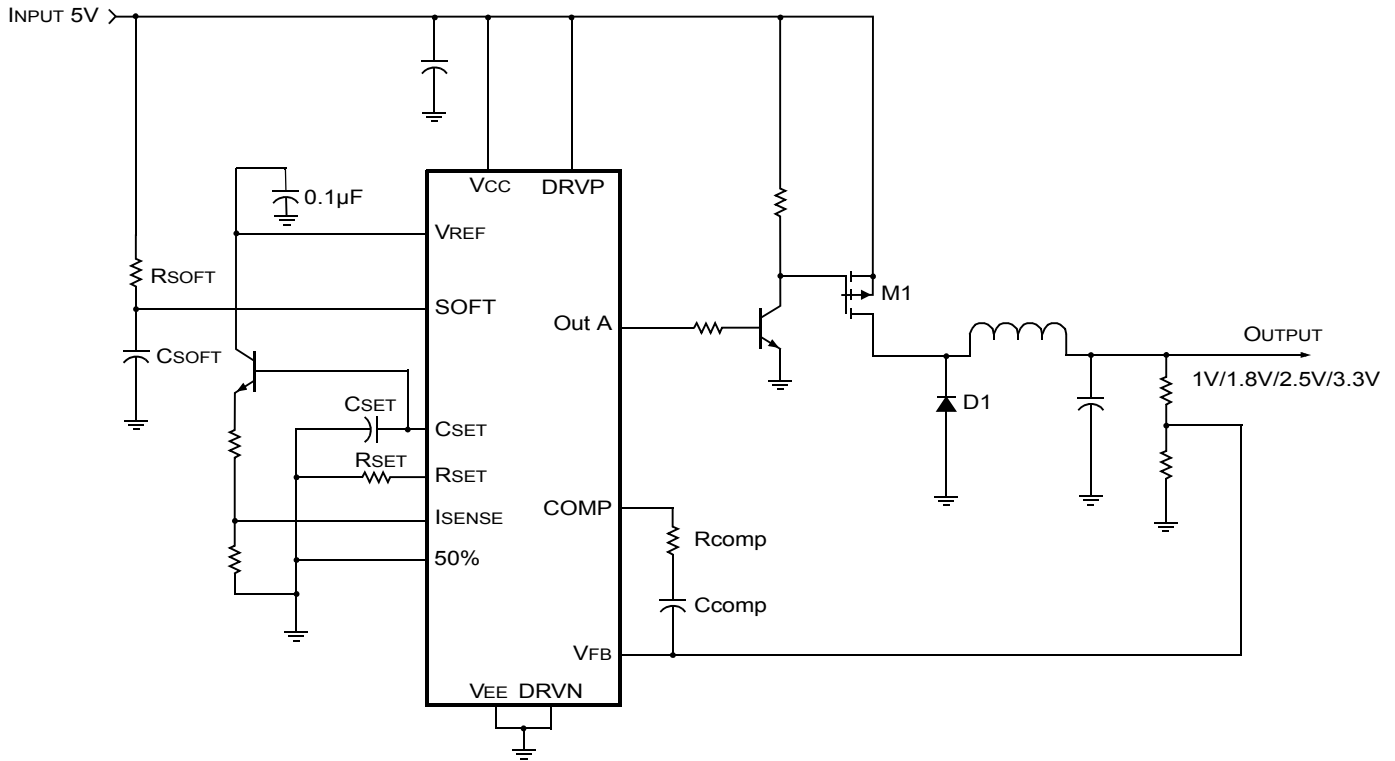 INPUT 5V
0.1µF
VCC DRVP
VREF
RSOFT
SOFT
M1
Out A
OUTPUT
CSOFT
1V/1.8V/2.5V/3.3V
CSET
D1
CSET
RSET
RSET
COMP
ISENSE
Rcomp
50%
Ccomp
VFB
VEE DRVN